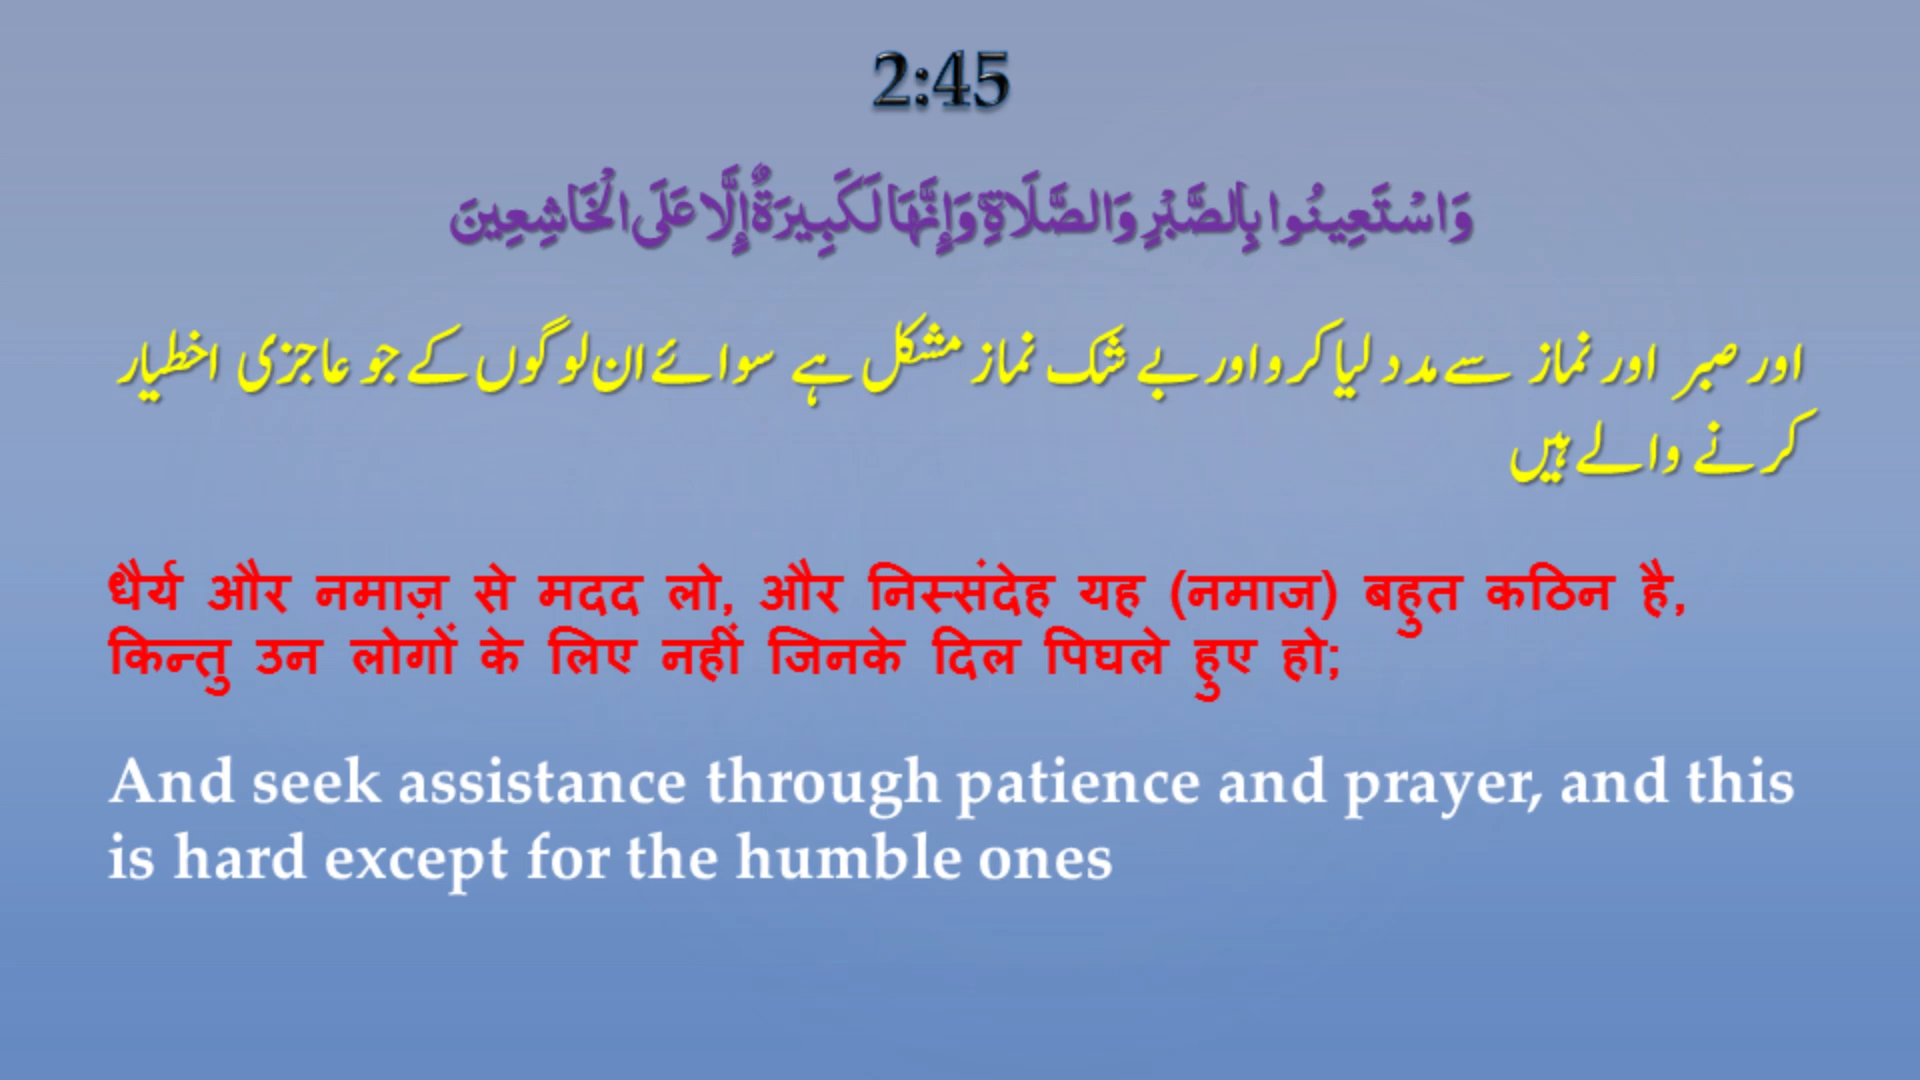 2:45
وَاسْتَعِينُوا بِالصَّبْرِ وَالصَّلَاةِ ۚ وَإِنَّهَا لَكَبِيرَةٌ إِلَّا عَلَى الْخَاشِعِينَ
اور صبر اور نماز سے مدد لیا کرو اور بے شک نماز مشکل ہے سوائے ان لوگوں کے جو عاجزی اخطیار
کرنے والے ہیں
धैर्य और नमाज़ से मदद लो, और निस्संदेह यह (नमाज) बहुत कठिन है,
किन्तु उन लोगों के लिए नहीं जिनके दिल पिघले हुए हो;
And seek assistance through patience and prayer, and this
is hard except for the humble ones